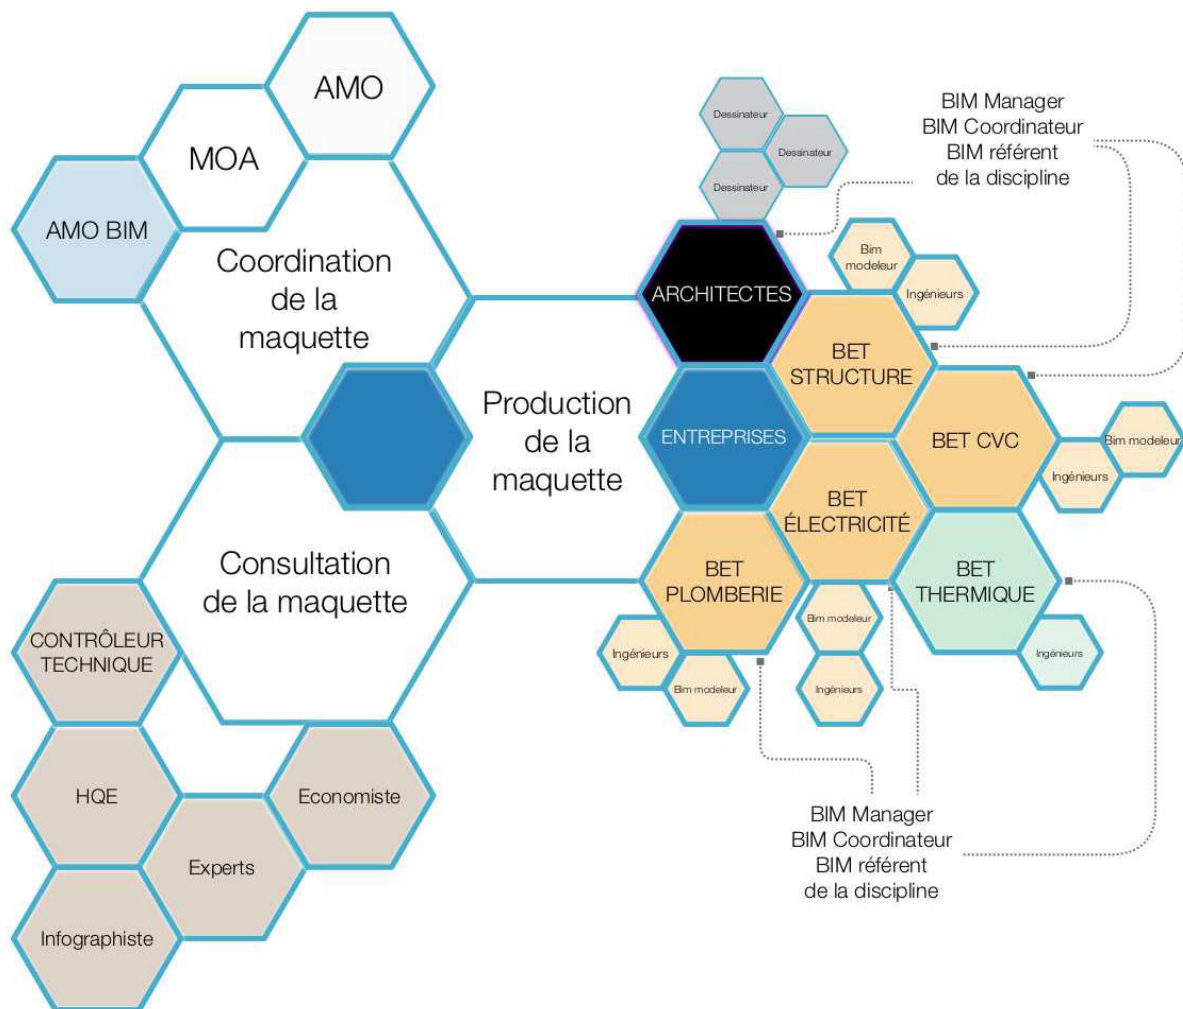 AMO
MOA
AMO BIM
Coordination
de la
maquette
Production
de la
maquette
Consultation
de la maquette
CONTRÔLEUR
TECHNIQUE
HQE
Economiste
Experts
Infographiste
Dessinateur
Dessinateur
Dessinateur
BIM Manager
BIM Coordinateur
BIM référent
de la discipline
ARCHITECTES
Bim
modeleur
Ingénieurs
BET
STRUCTURE
ENTREPRISES
BET CVC
Bim modeleur
Ingénieurs
BET
ÉLECTRICITÉ
BET
PLOMBERIE
BET
THERMIQUE
Ingénieurs
Bim modeleur
Bim modeleur
Ingénieurs
Ingénieurs
BIM Manager
BIM Coordinateur
BIM référent
de la discipline